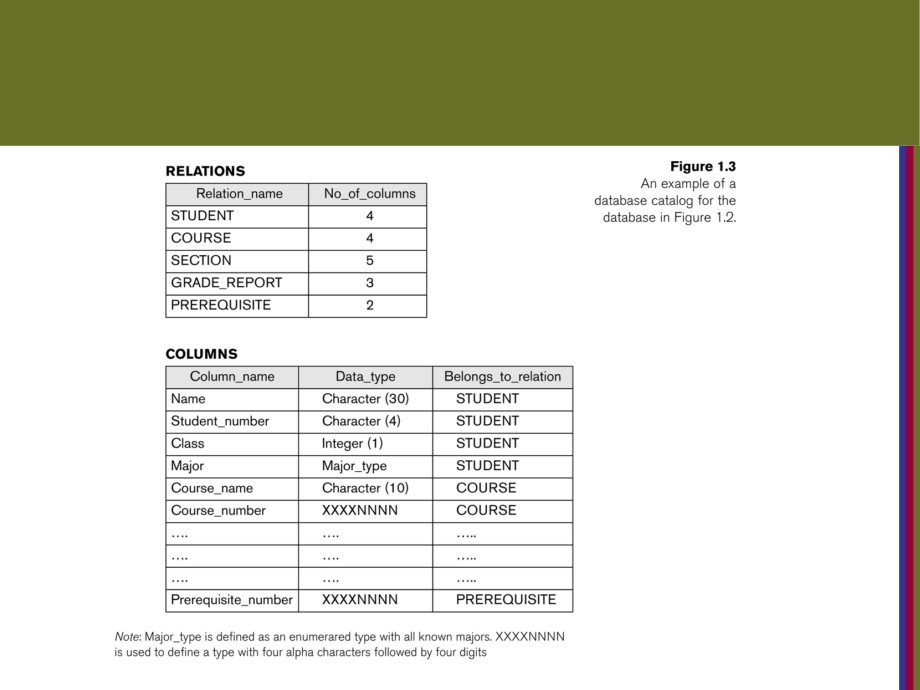 Figure 1.3
An example of a
database catalog for the
database in Figure 1.2.
RELATIONS
Relation_name No_of_columns
STUDENT 4
COURSE 4
SECTION 5
GRADE_REPORT 3
PREREQUISITE 2
COLUMNS
Column_name Data_type Belongs_to_relation
Name Character (30) STUDENT
Student_number Character (4) STUDENT
Class Integer (1) STUDENT
Major Major_type STUDENT
Course_name Character (10) COURSE
Course_number XXXXNNNN COURSE
…. …. …..
…. …. …..
…. …. …..
Prerequisite_number XXXXNNNN PREREQUISITE
Note: Major_type is defined as an enumerared type with all known majors. XXXXNNNN
is used to define a type with four alpha characters followed by four digits